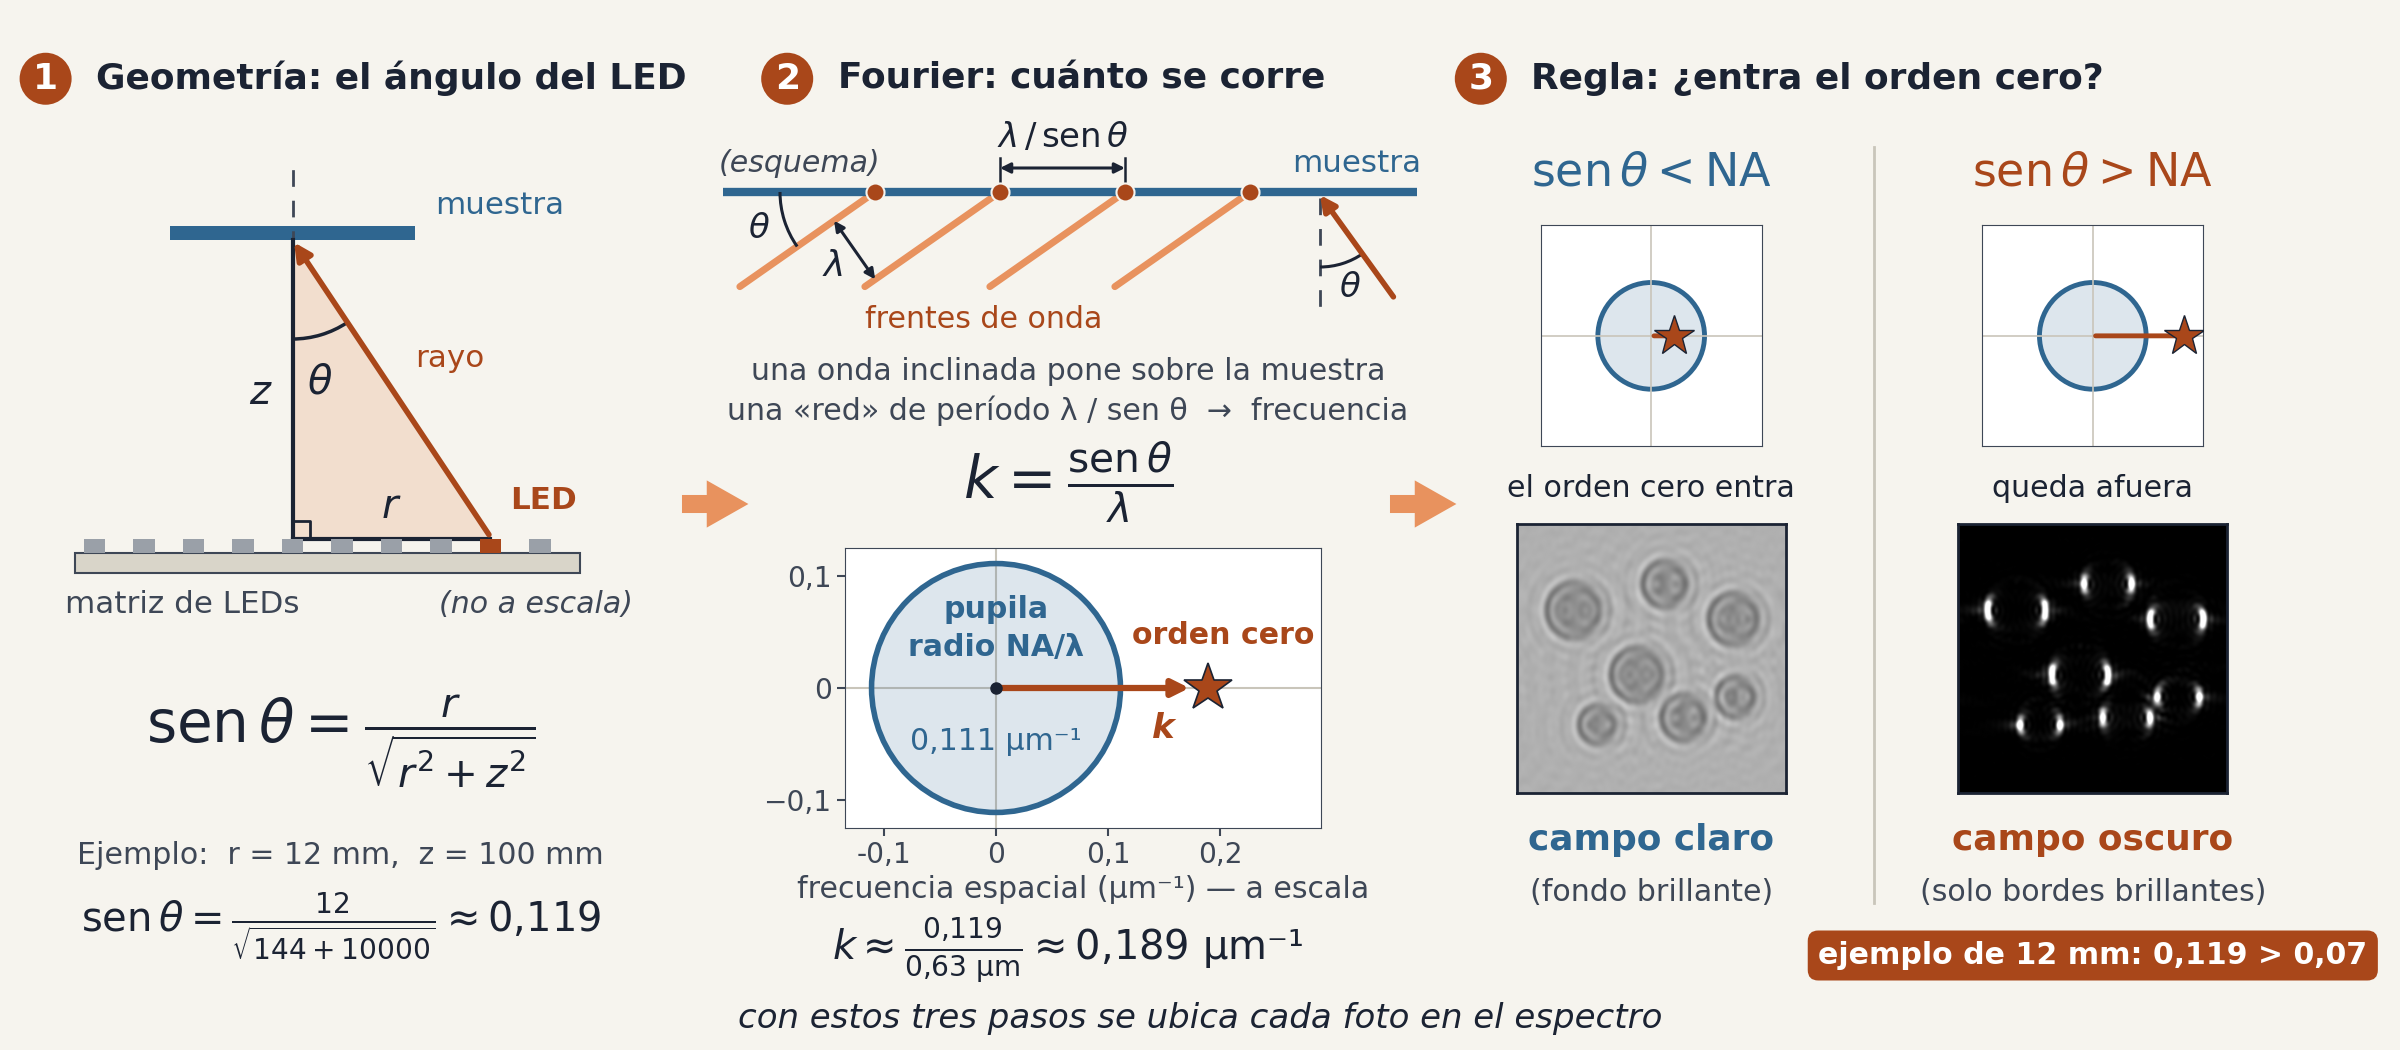 1 Geometría: el ángulo del LED
muestra
rayo
z
θ
r
LED
matriz de LEDs
(no a escala)
sen θ = r / √(r² + z²)
Ejemplo: r = 12 mm, z = 100 mm
sen θ = 12 / √(144 + 10000) ≈ 0,119
2 Fourier: cuánto se corre
λ / sen θ
(esquema)
muestra
θ
λ
θ
frentes de onda
una onda inclinada pone sobre la muestra
una «red» de período λ / sen θ → frecuencia
k = sen θ / λ
0,1
0
−0,1
pupila
radio NA/λ
0,111 µm⁻¹
orden cero
k
-0,1 0 0,1 0,2
frecuencia espacial (µm⁻¹) — a escala
k ≈ 0,119 / 0,63 µm ≈ 0,189 µm⁻¹
3 Regla: ¿entra el orden cero?
sen θ < NA
el orden cero entra
campo claro
(fondo brillante)
sen θ > NA
queda afuera
campo oscuro
(solo bordes brillantes)
ejemplo de 12 mm: 0,119 > 0,07
con estos tres pasos se ubica cada foto en el espectro